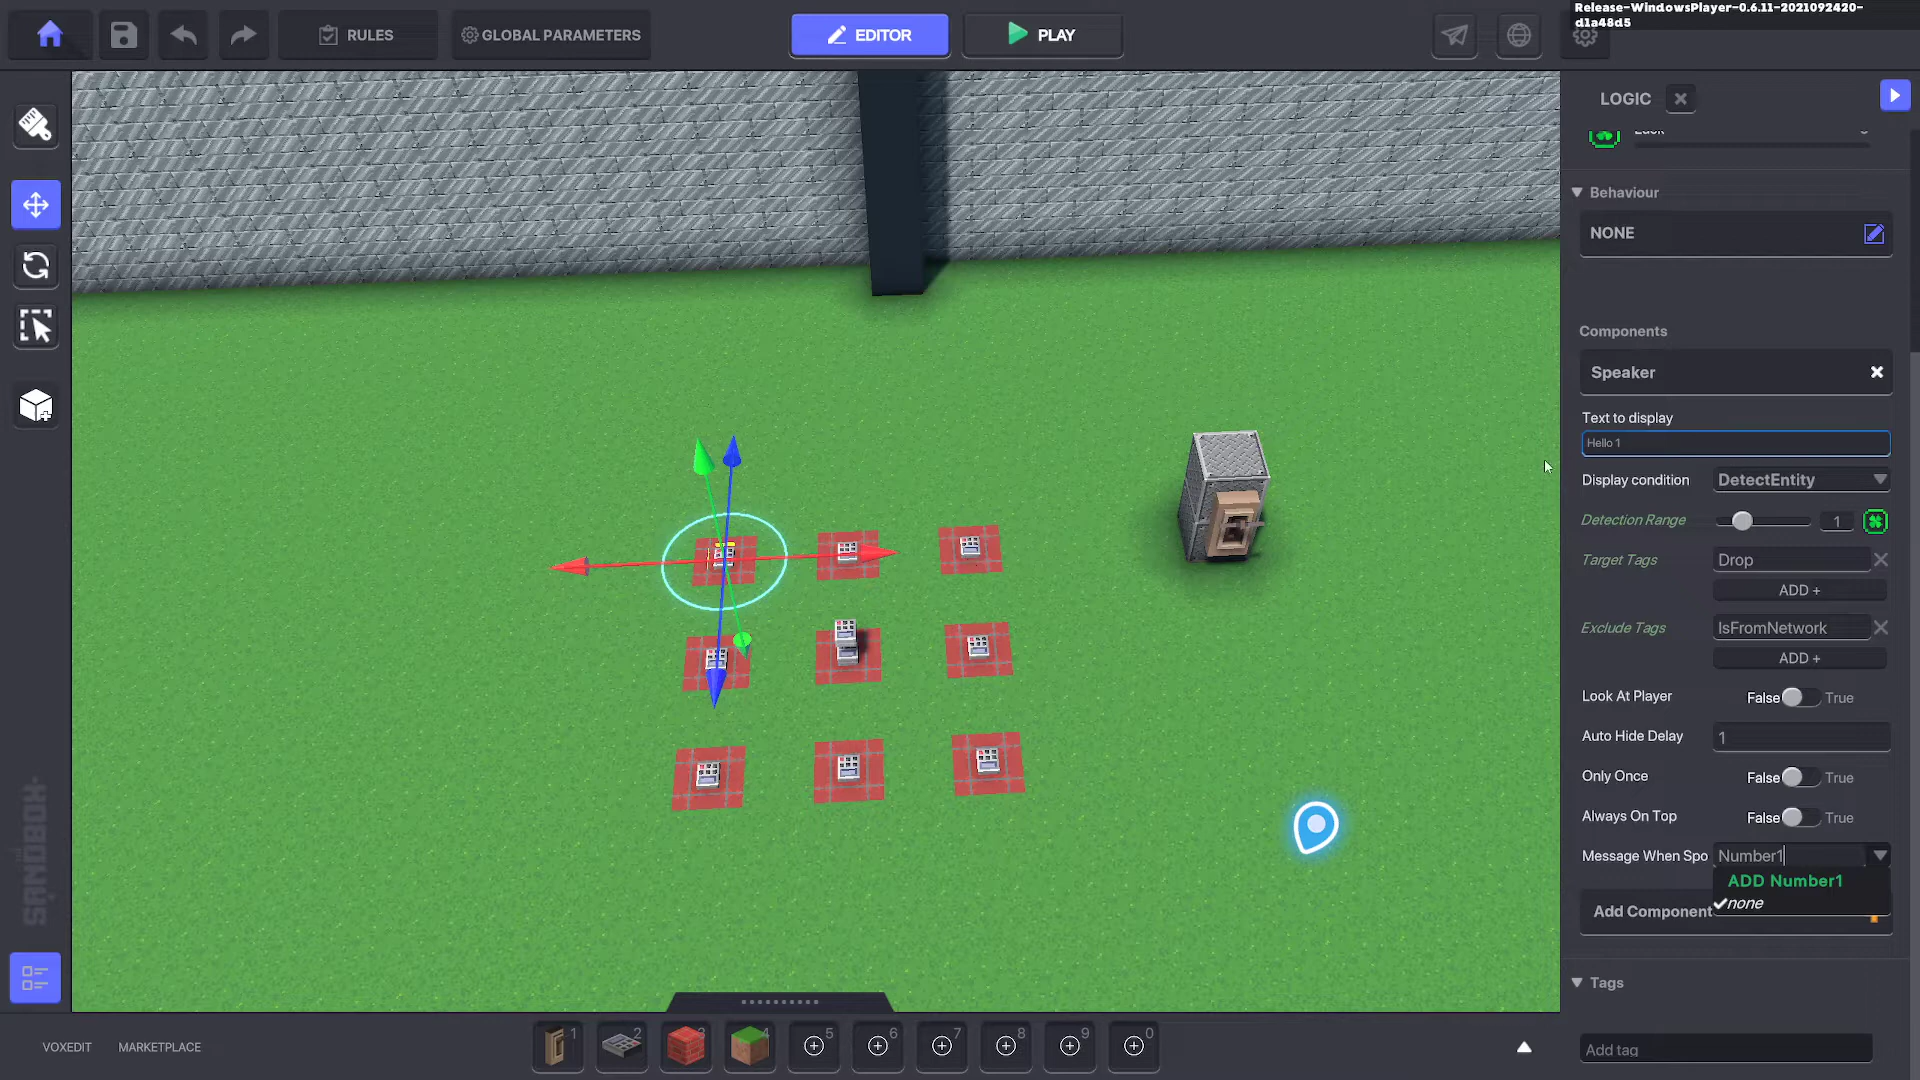 Release-WindowsPlayer-0.6.11-2021092420-
d1a48d5
RULES
GLOBAL PARAMETERS
EDITOR
PLAY
LOGIC
Behaviour
NONE
Components
Speaker
Text to display
Hello 1
Display condition
DetectEntity
Detection Range
1
Target Tags
Drop
ADD +
Exclude Tags
IsFromNetwork
ADD +
Look At Player
False True
Auto Hide Delay
1
Only Once
False True
Always On Top
False True
Message When Spo
Number1
ADD Number1
none
Add Component
Tags
Add tag
SANDBOX
VOXEDIT
MARKETPLACE
1
2
3
4
5
6
7
8
9
0